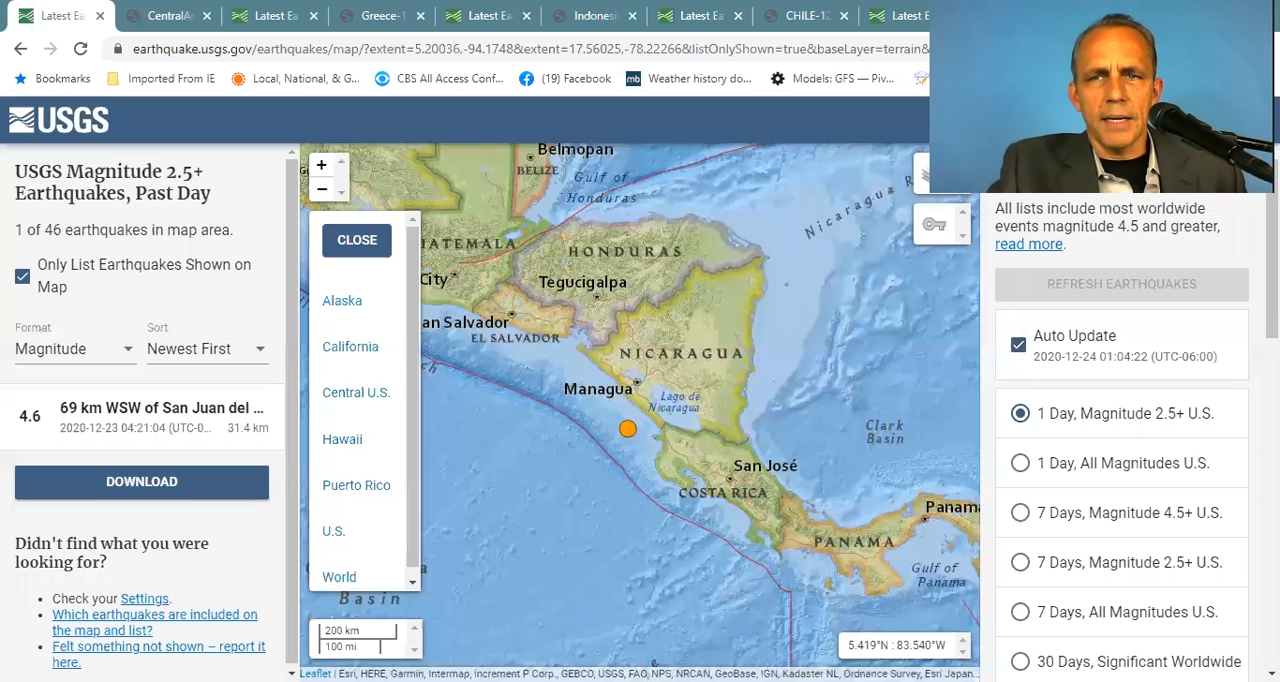 Latest Ea
CentralA
Latest Ea
Greece-1
Latest Ea
Indones
Latest Ea
CHILE-12
Latest E
earthquake.usgs.gov/earthquakes/map/?extent=5.20036,-94.1748&extent=17.56025,-78.22266&listOnlyShown=true&baseLayer=terrain&
Bookmarks
Imported From IE
Local, National, & G...
CBS All Access Conf...
(19) Facebook
mb
Weather history do...
Models: GFS — Piv...
USGS
USGS Magnitude 2.5+
Earthquakes, Past Day
1 of 46 earthquakes in map area.
Only List Earthquakes Shown on
Map
Format
Sort
Magnitude
Newest First
4.6
69 km WSW of San Juan del ...
2020-12-23 04:21:04 (UTC-0...
31.4 km
DOWNLOAD
Didn't find what you were
looking for?
Check your Settings.
Which earthquakes are included on
the map and list?
Felt something not shown – report it
here.
+
−
CLOSE
Alaska
California
Central U.S.
Hawaii
Puerto Rico
U.S.
World
Belmopan
BELIZE
Gulf of
Honduras
Nicaragua R
ATEMALA
HONDURAS
City
Tegucigalpa
an Salvador
EL SALVADOR
NICARAGUA
Managua
Lago de
Nicaragua
Clark
Basin
San José
COSTA RICA
Panam
PANAMA
Gulf of
Panama
Basin
200 km
100 mi
5.419°N : 83.540°W
Leaflet | Esri, HERE, Garmin, Intermap, increment P Corp., GEBCO, USGS, FAO, NPS, NRCAN, GeoBase, IGN, Kadaster NL, Ordnance Survey, Esri Japan...
All lists include most worldwide
events magnitude 4.5 and greater,
read more.
REFRESH EARTHQUAKES
Auto Update
2020-12-24 01:04:22 (UTC-06:00)
1 Day, Magnitude 2.5+ U.S.
1 Day, All Magnitudes U.S.
7 Days, Magnitude 4.5+ U.S.
7 Days, Magnitude 2.5+ U.S.
7 Days, All Magnitudes U.S.
30 Days, Significant Worldwide